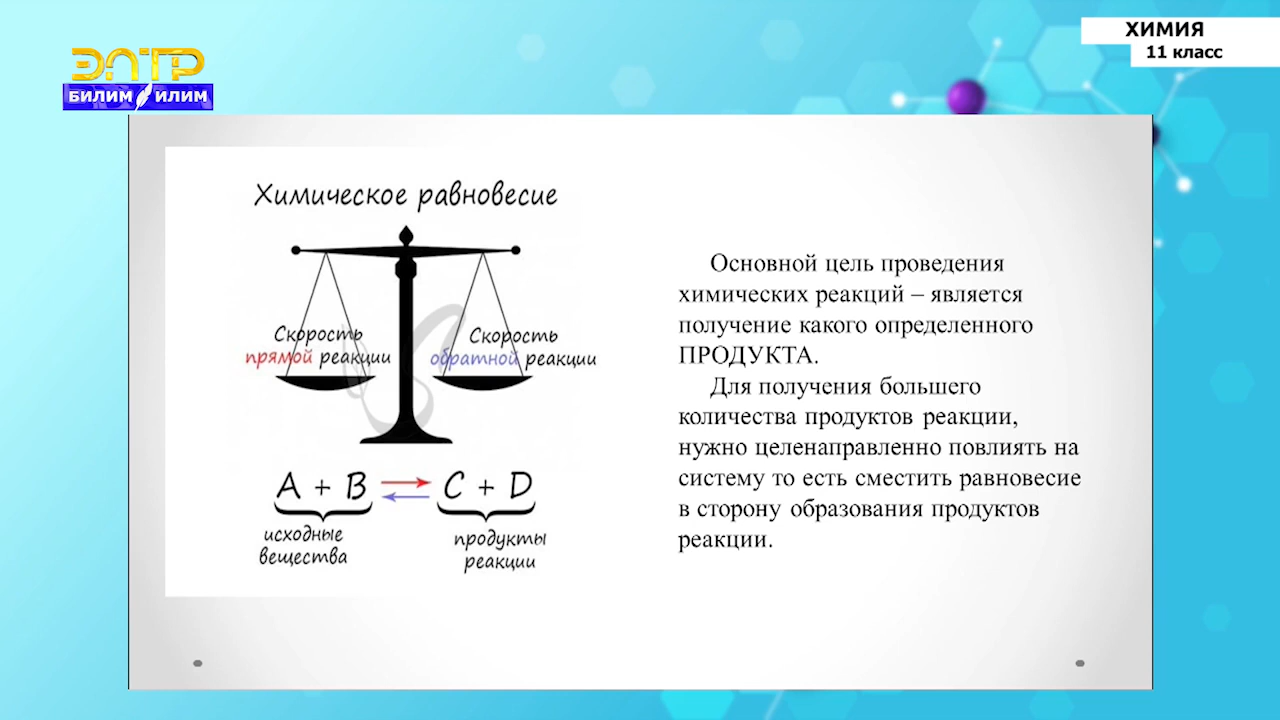 ЭЛТР
БИЛИМ ИЛИМ
ХИМИЯ
11 класс
Химическое равновесие
Скорость
прямой реакции
Скорость
обратной реакции
A + B C + D
исходные
вещества
продукты
реакции
Основной цель проведения
химических реакций – является
получение какого определенного
ПРОДУКТА.
Для получения большего
количества продуктов реакции,
нужно целенаправленно повлиять на
систему то есть сместить равновесие
в сторону образования продуктов
реакции.